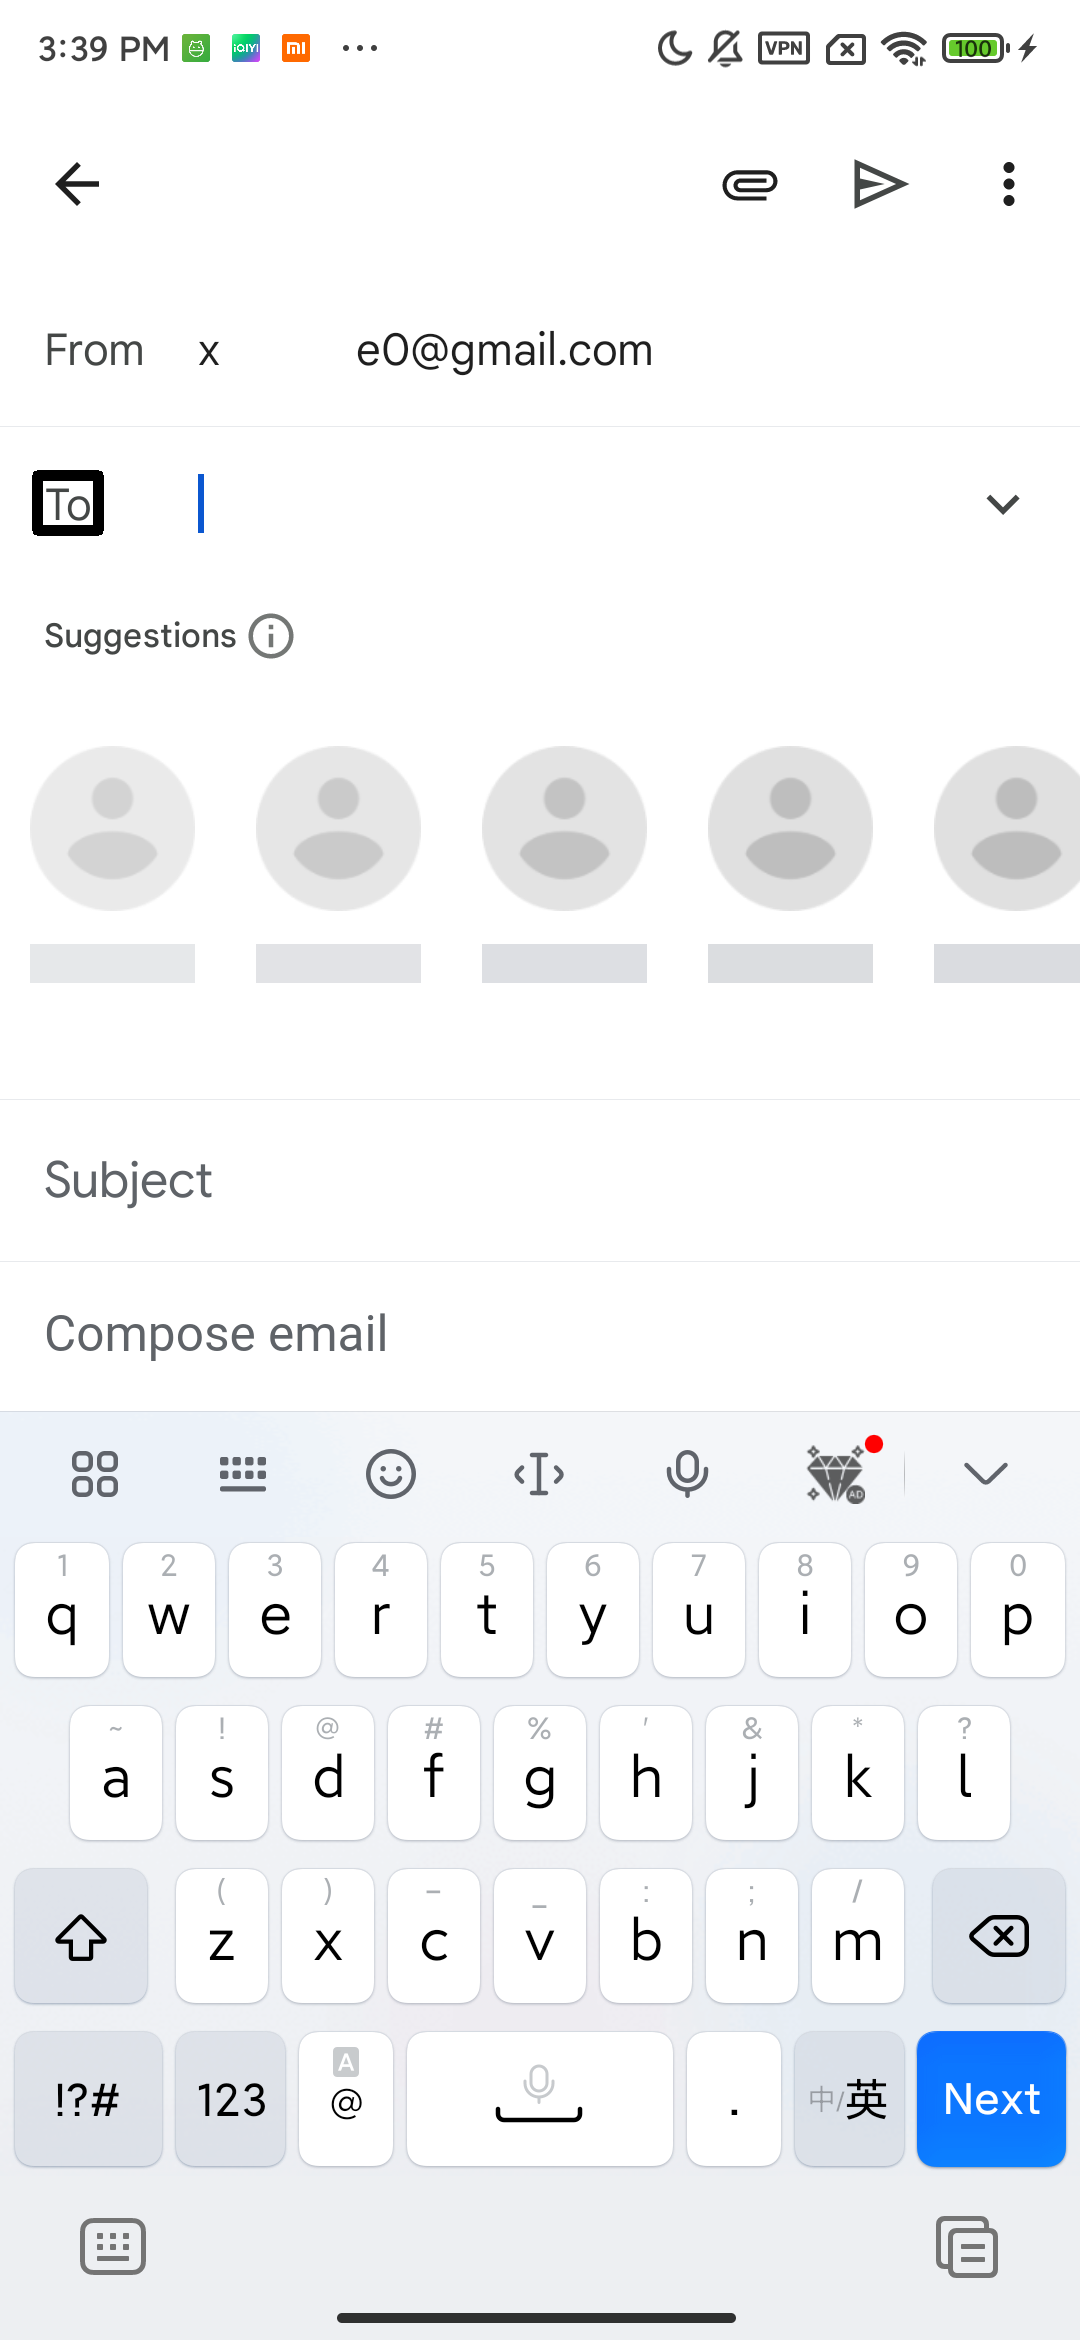 3:39 PM iQIYI mi ... VPN 100
From x e0@gmail.com
To
Suggestions
Subject
Compose email
AD
1 2 3 4 5 6 7 8 9 0
q w e r t y u i o p
~ ! @ # % ' & * ?
a s d f g h j k l
( ) – _ : ; /
z x c v b n m
A
!?# 123 @ . 中/英 Next